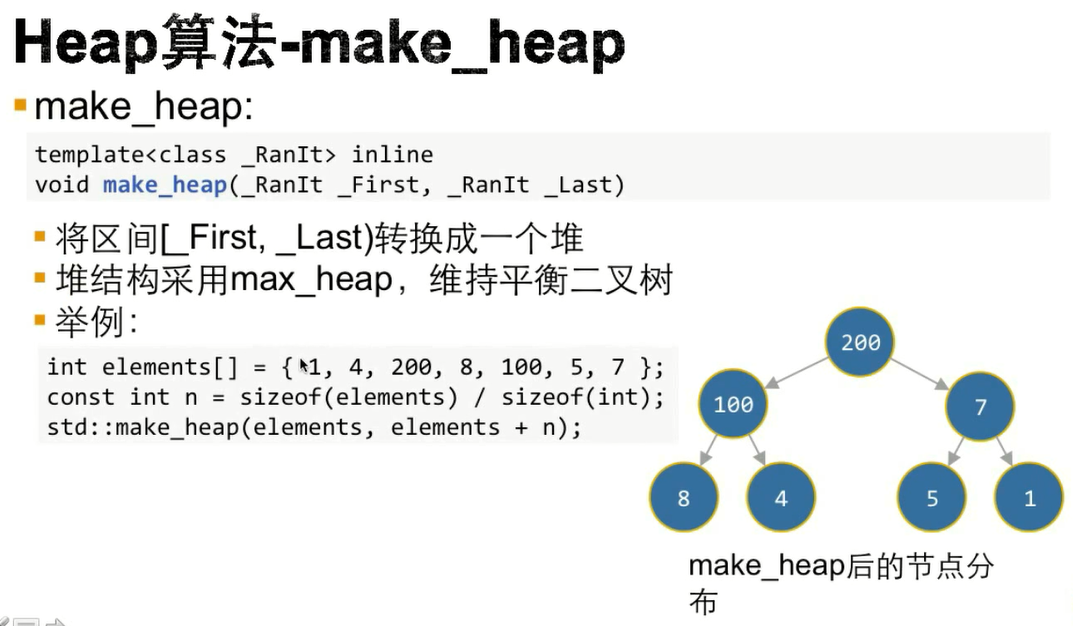 Heap算法-make_heap
make_heap:
template<class _RanIt> inline
void make_heap(_RanIt _First, _RanIt _Last)
将区间[_First, _Last)转换成一个堆
堆结构采用max_heap，维持平衡二叉树
举例：
int elements[] = { 1, 4, 200, 8, 100, 5, 7 };
const int n = sizeof(elements) / sizeof(int);
std::make_heap(elements, elements + n);
200
100
7
8
4
5
1
make_heap后的节点分
布